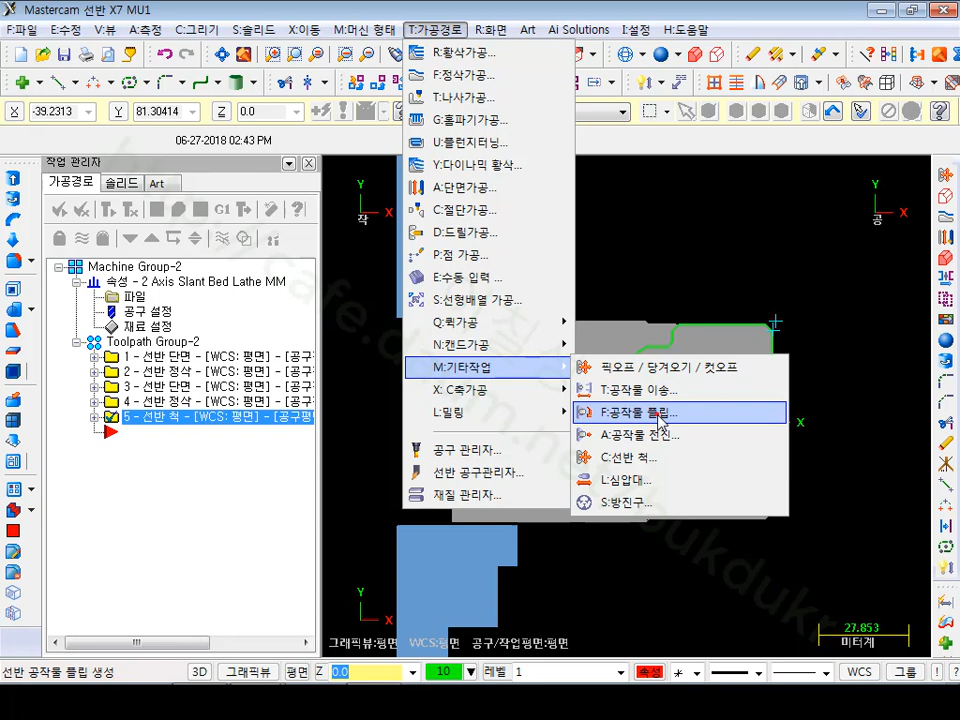 Mastercam 선반 X7 MU1
F:파일 E:수정 V:뷰 A:측정 C:그리기 S:솔리드 X:이동 M:머신 형태 T:가공경로 R:화면 Art Ai Solutions I:설정 H:도움말
X -39.2313 Y 81.30414 Z 0.0
06-27-2018 02:43 PM
작업 관리자
가공경로 솔리드 Art
G1
Machine Group-2
속성 - 2 Axis Slant Bed Lathe MM
파일
공구 설정
재료 설정
Toolpath Group-2
1 - 선반 단면 - [WCS: 평면] - [공구
2 - 선반 정삭 - [WCS: 평면] - [공구
3 - 선반 단면 - [WCS: 평면] - [공구
4 - 선반 정삭 - [WCS: 평면] - [공구
5 - 선반 척 - [WCS: 평면] - [공구평면
R:황삭가공...
F:정삭가공...
T:나사가공...
G:홈파기가공...
U:플런지터닝...
Y:다이나믹 황삭...
A:단면가공...
C:절단가공...
D:드릴가공...
P:점 가공...
E:수동 입력 ...
S:선형배열 가공...
Q:퀵가공
N:캔드가공
M:기타작업
X: C축가공
L:밀링
공구 관리자...
선반 공구관리자...
재질 관리자...
픽오프 / 당겨오기 / 컷오프
T:공작물 이송...
F:공작물 플립...
A:공작물 전진...
C:선반 척...
L:심압대...
S:방진구...
Y
X
작
Y
X
공
X
Y
X
그래픽뷰:평면 WCS:평면 공구/작업평면:평면
27.853
미터계
선반 공작물 플립 생성 3D 그래픽뷰 평면 Z 0.0 10 레벨 1 속성 WCS 그룹 ! ?